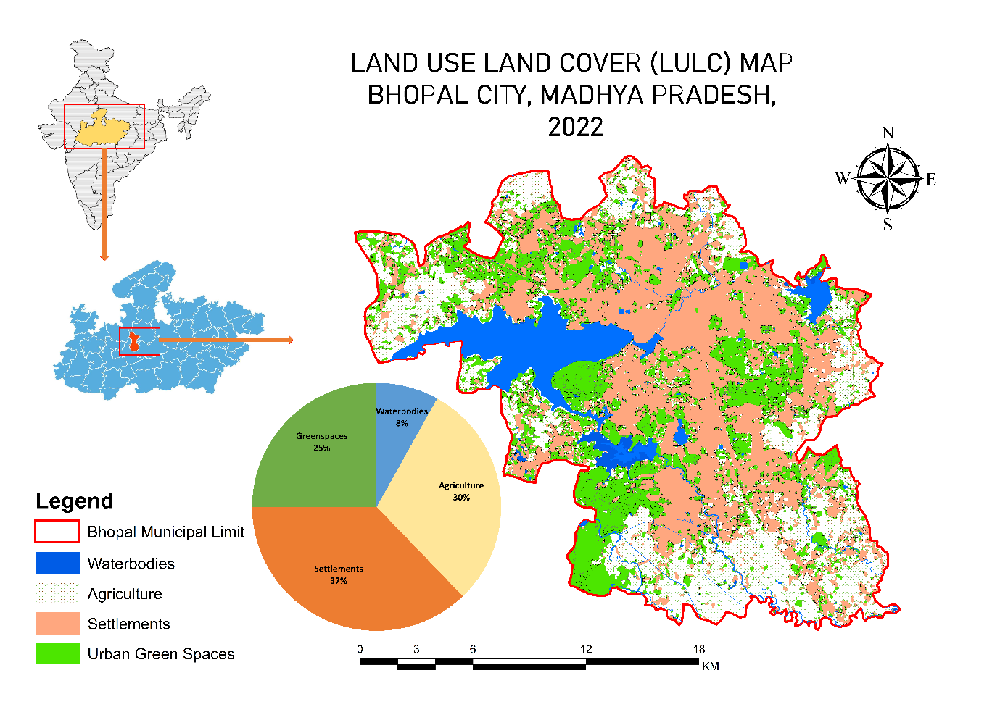 LAND USE LAND COVER (LULC) MAP
BHOPAL CITY, MADHYA PRADESH,
2022
N
W
E
S
Waterbodies
8%
Greenspaces
25%
Agriculture
30%
Settlements
37%
Legend
Bhopal Municipal Limit
Waterbodies
Agriculture
Settlements
Urban Green Spaces
0 3 6 12 18
KM